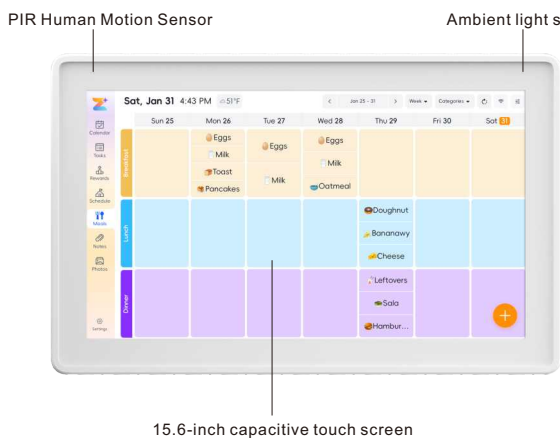 PIR Human Motion Sensor
Ambient light s
Sat, Jan 31 4:43 PM 51°F
Jan 25 - 31
Week
Categories
Sun 25 Mon 26 Tue 27 Wed 28 Thu 29 Fri 30 Sat 31
Calendar
Tasks
Rewards
Schedule
Meals
Notes
Photos
Settings
Breakfast
Eggs
Milk
Toast
Pancakes
Eggs
Milk
Eggs
Milk
Oatmeal
Lunch
Doughnut
Bananawy
Cheese
Dinner
Leftovers
Sala
Hambur...
15.6-inch capacitive touch screen